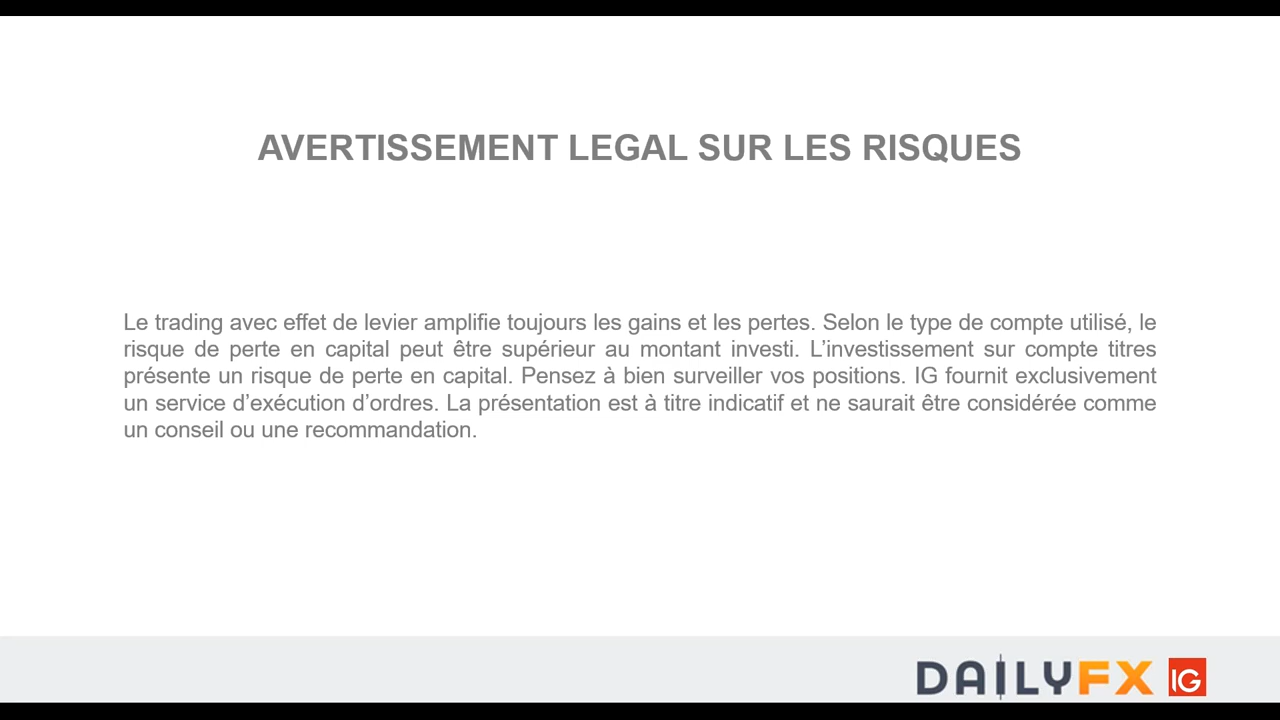 AVERTISSEMENT LEGAL SUR LES RISQUES
Le trading avec effet de levier amplifie toujours les gains et les pertes. Selon le type de compte utilisé, le
risque de perte en capital peut être supérieur au montant investi. L’investissement sur compte titres
présente un risque de perte en capital. Pensez à bien surveiller vos positions. IG fournit exclusivement
un service d’exécution d’ordres. La présentation est à titre indicatif et ne saurait être considérée comme
un conseil ou une recommandation.
DAILYFX IG